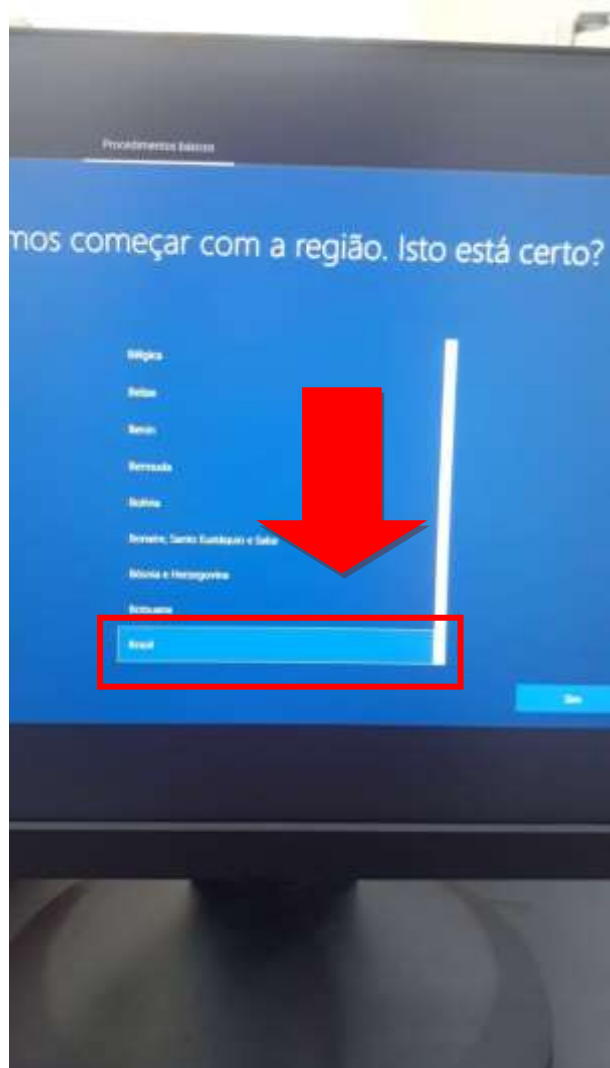 Procedimentos básicos
mos começar com a região. Isto está certo?
Bélgica
Belize
Benin
Bermuda
Bolívia
Bonaire, Santo Eustáquio e Saba
Bósnia e Herzegovina
Botsuana
Brasil
Sim